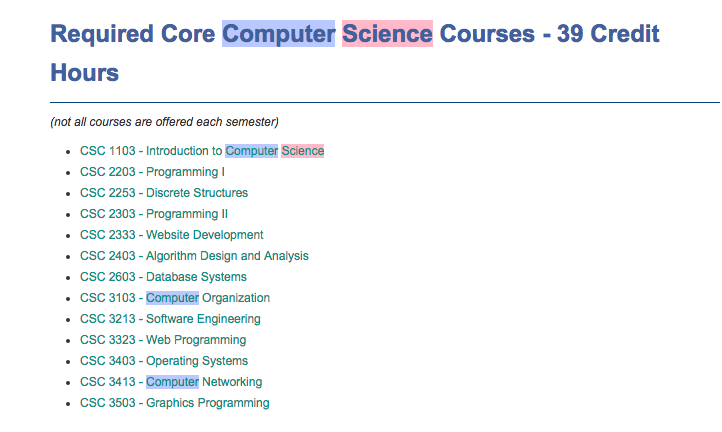 Required Core Computer Science Courses - 39 Credit
Hours
(not all courses are offered each semester)
• CSC 1103 - Introduction to Computer Science
• CSC 2203 - Programming I
• CSC 2253 - Discrete Structures
• CSC 2303 - Programming II
• CSC 2333 - Website Development
• CSC 2403 - Algorithm Design and Analysis
• CSC 2603 - Database Systems
• CSC 3103 - Computer Organization
• CSC 3213 - Software Engineering
• CSC 3323 - Web Programming
• CSC 3403 - Operating Systems
• CSC 3413 - Computer Networking
• CSC 3503 - Graphics Programming